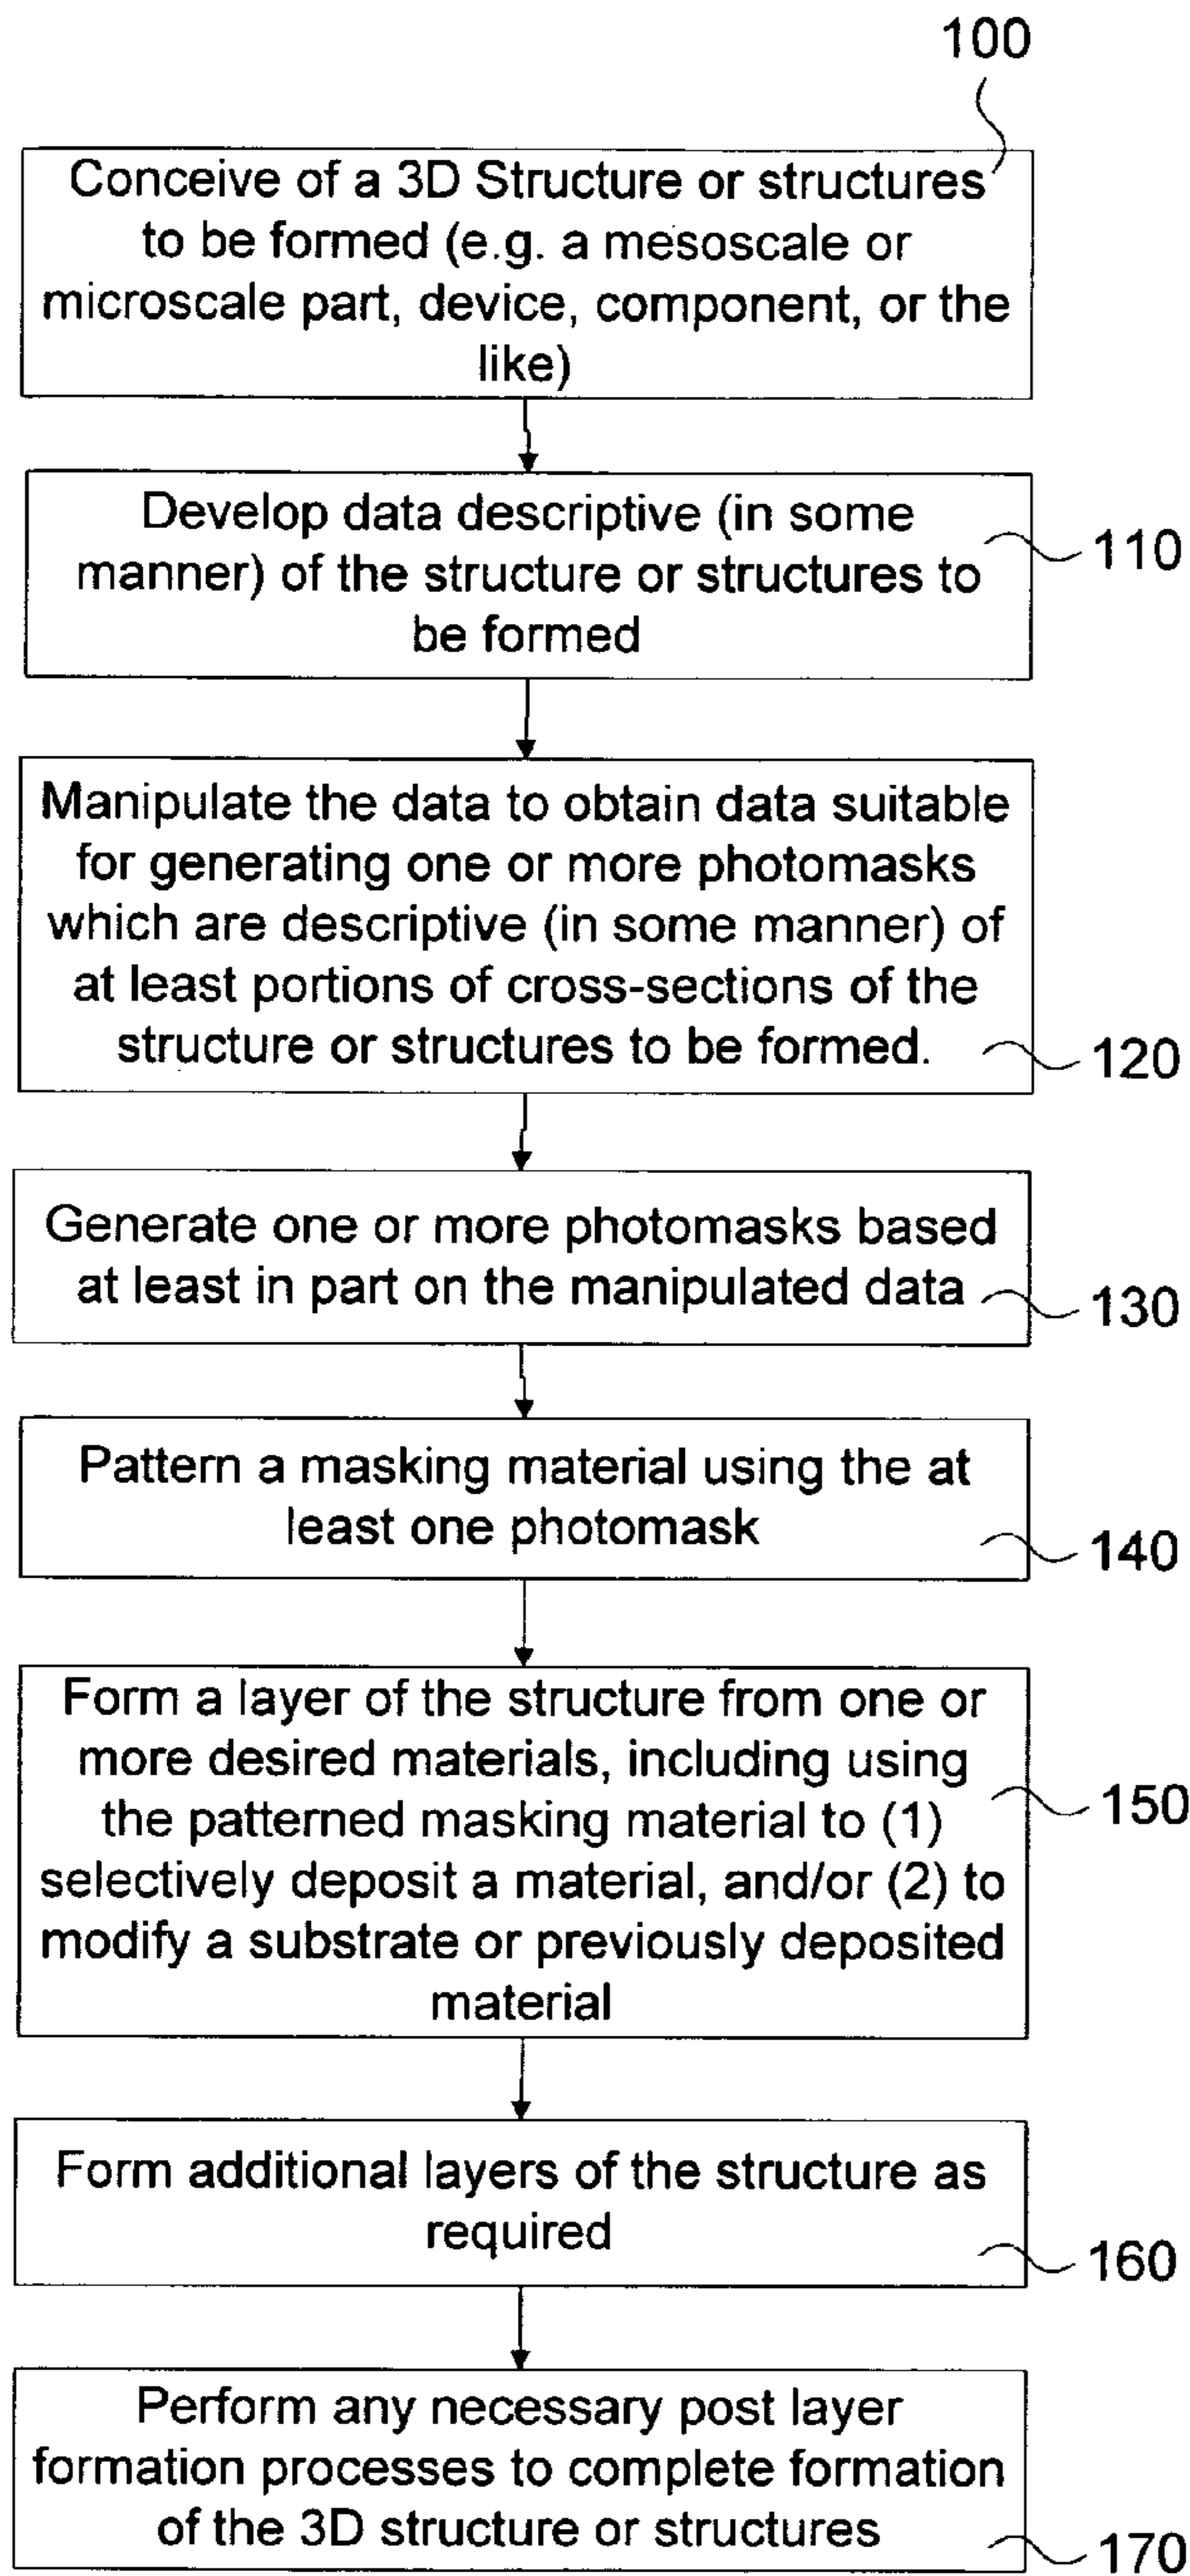 100
Conceive of a 3D Structure or structures
to be formed (e.g. a mesoscale or
microscale part, device, component, or the
like)
Develop data descriptive (in some
manner) of the structure or structures to
be formed
110
Manipulate the data to obtain data suitable
for generating one or more photomasks
which are descriptive (in some manner) of
at least portions of cross-sections of the
structure or structures to be formed.
120
Generate one or more photomasks based
at least in part on the manipulated data
130
Pattern a masking material using the at
least one photomask
140
Form a layer of the structure from one or
more desired materials, including using
the patterned masking material to (1)
selectively deposit a material, and/or (2) to
modify a substrate or previously deposited
material
150
Form additional layers of the structure as
required
160
Perform any necessary post layer
formation processes to complete formation
of the 3D structure or structures
170